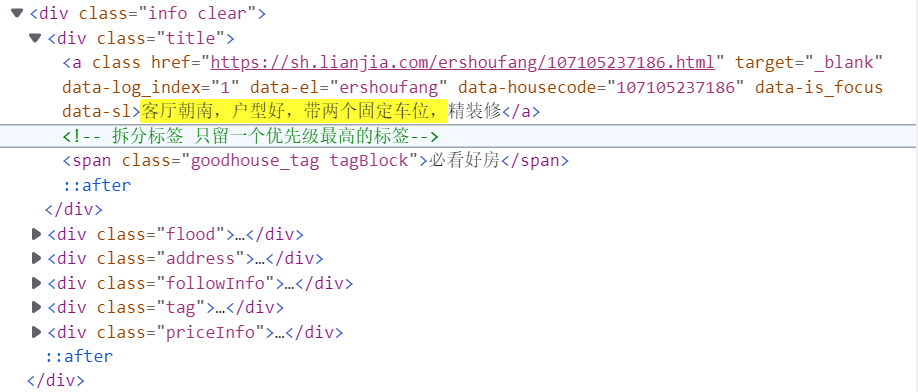 <div class="info clear">
<div class="title">
<a class href="https://sh.lianjia.com/ershoufang/107105237186.html" target="_blank"
data-log_index="1" data-el="ershoufang" data-housecode="107105237186" data-is_focus
data-sl>客厅朝南，户型好，带两个固定车位，精装修</a>
<!-- 拆分标签 只留一个优先级最高的标签-->
<span class="goodhouse_tag tagBlock">必看好房</span>
::after
</div>
<div class="flood">…</div>
<div class="address">…</div>
<div class="followInfo">…</div>
<div class="tag">…</div>
<div class="priceInfo">…</div>
::after
</div>